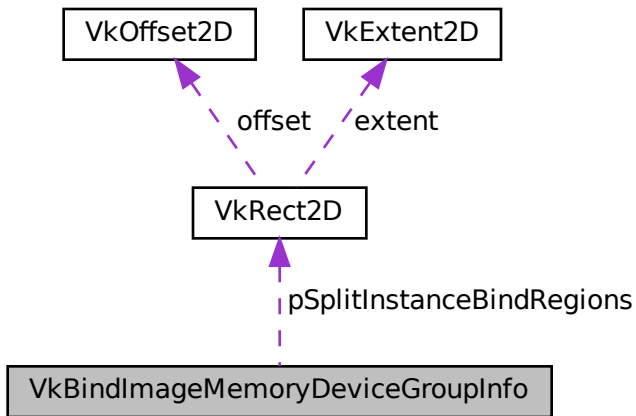 VkOffset2D
VkExtent2D
offset
extent
VkRect2D
pSplitInstanceBindRegions
VkBindImageMemoryDeviceGroupInfo